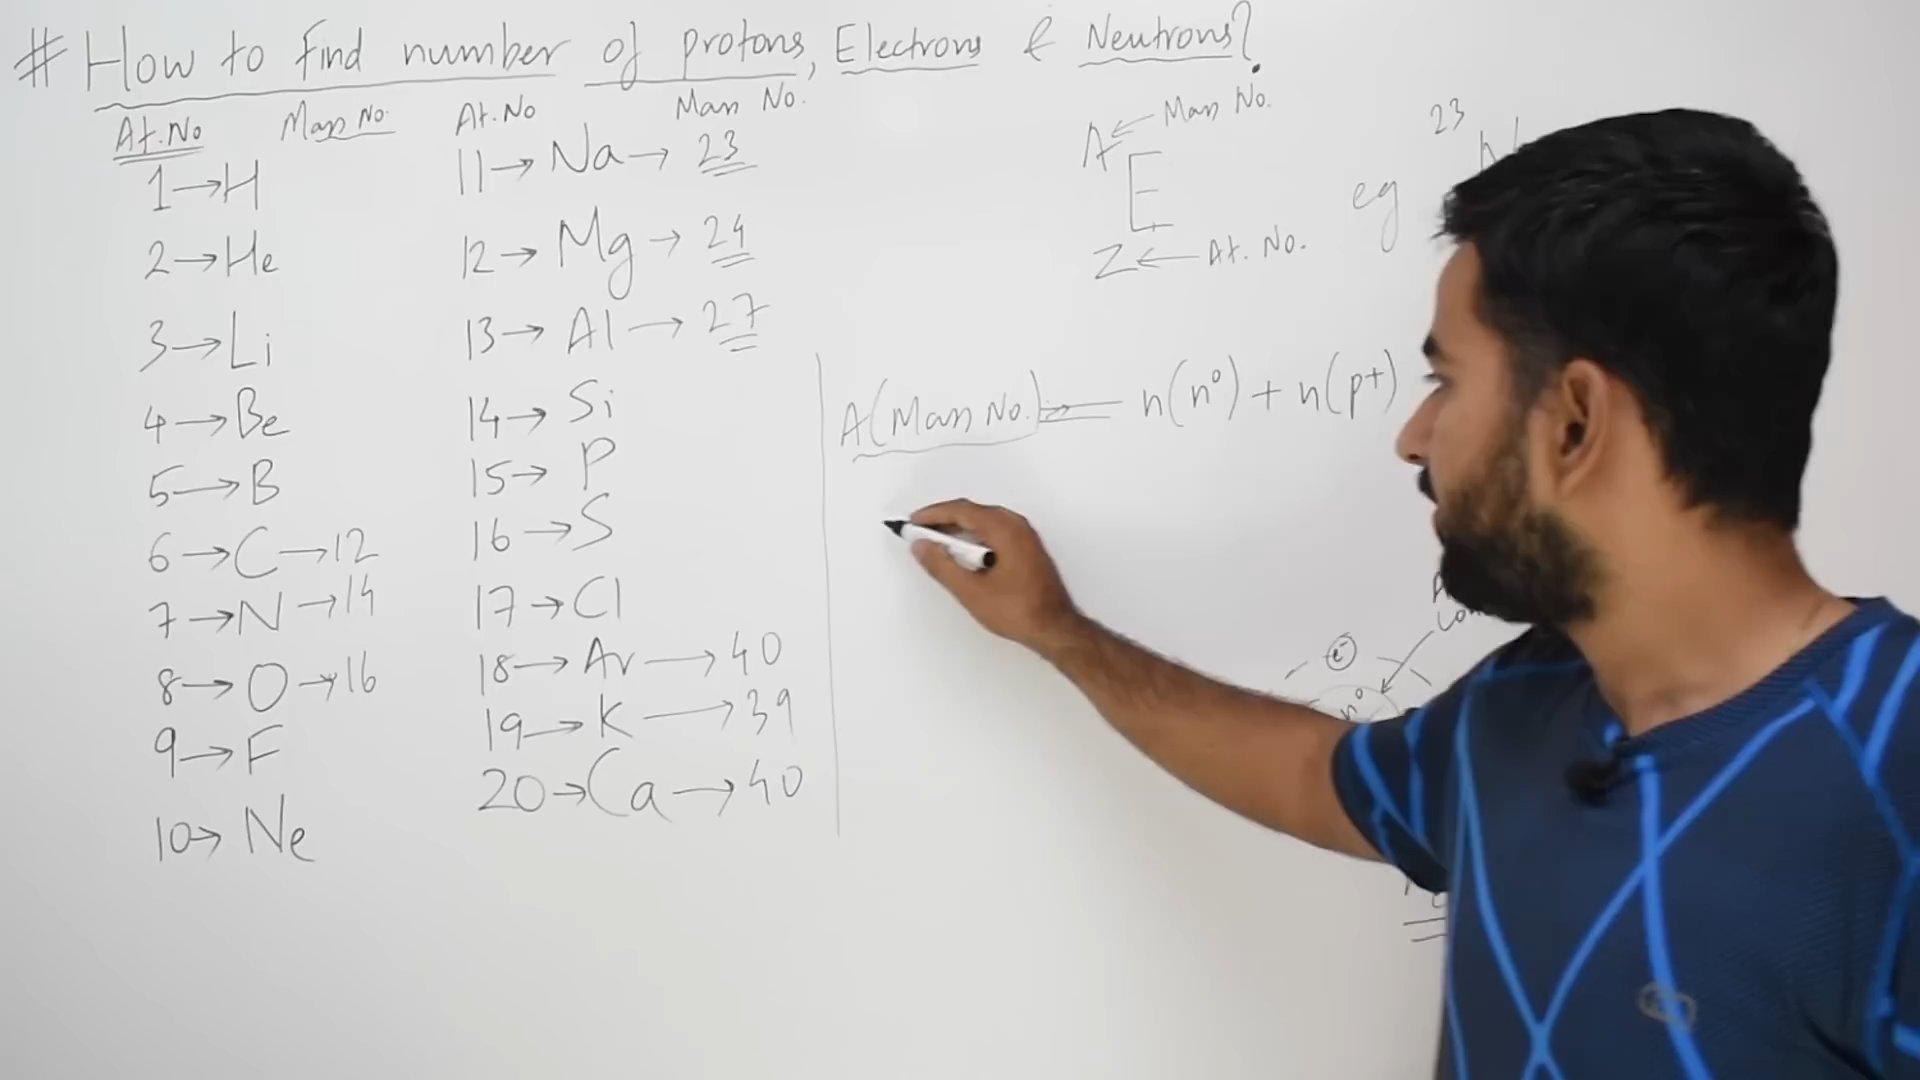 # How to find number of protons, Electrons & Neutrons?
At.No Mass No. At.No Mass No.
1→H
2→He
3→Li
4→Be
5→B
6→C→12
7→N→14
8→O→16
9→F
10→Ne
11→Na→23
12→Mg→24
13→Al→27
14→Si
15→P
16→S
17→Cl
18→Ar→40
19→K→39
20→Ca→40
A←Mass No.
E
Z←At. No.
eg 23
A(Mass No.)= n(n°) + n(p+)
e-
n°